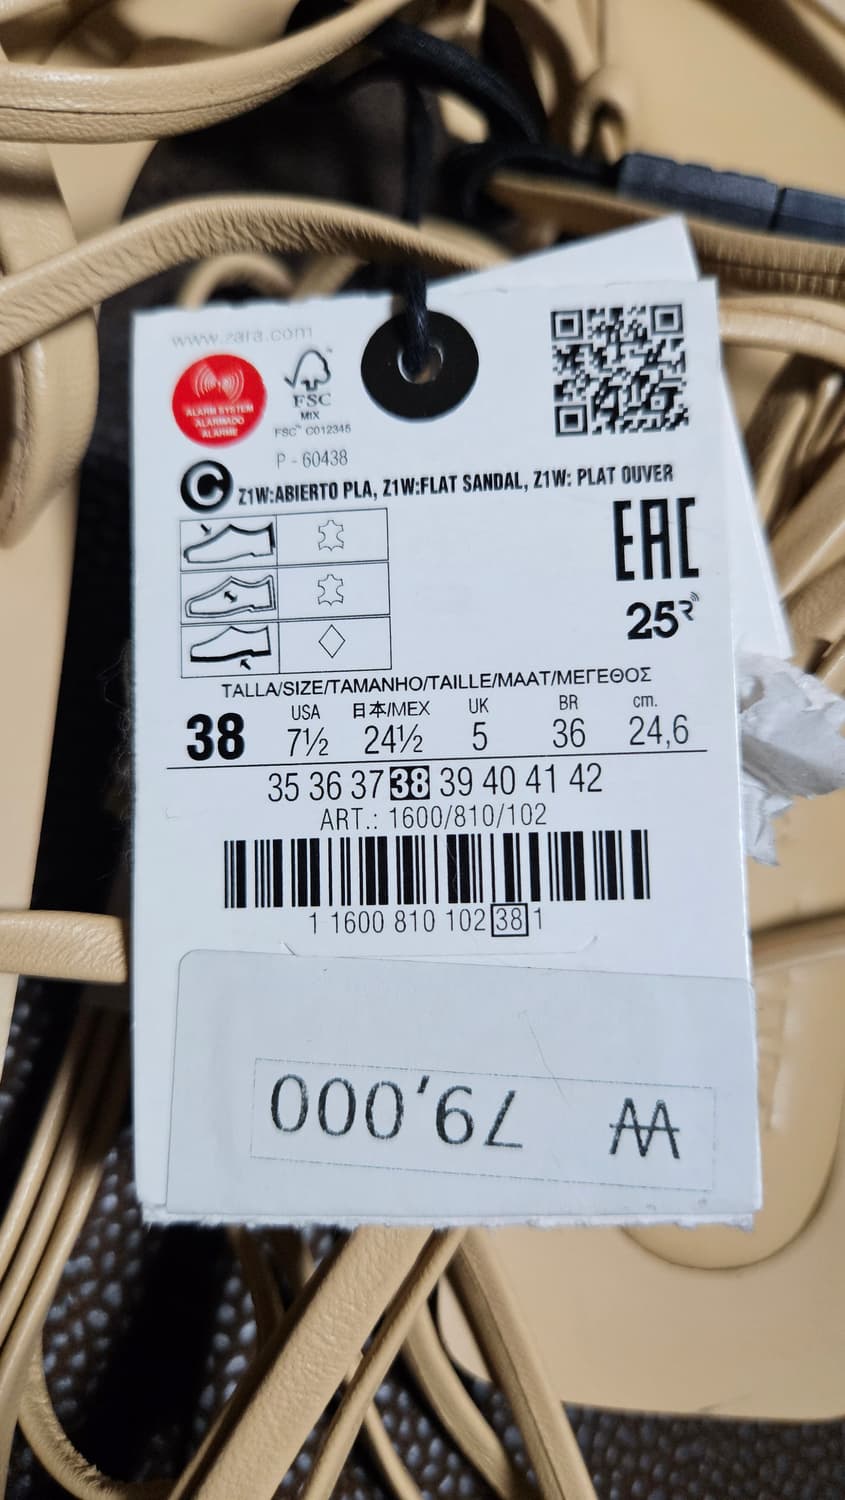 www.zara.com
ALARM SYSTEM
ALARMADO
ALARME
FSC
MIX
FSC™ C012345
P - 60438
C Z1W:ABIERTO PLA, Z1W:FLAT SANDAL, Z1W: PLAT OUVER
EAC
25R
TALLA/SIZE/TAMANHO/TAILLE/MAAT/ΜΕΓΕΘΟΣ
USA 日本/MEX UK BR cm.
38 7½ 24½ 5 36 24,6
35 36 37 38 39 40 41 42
ART.: 1600/810/102
1 1600 810 102 38 1
₩ 79,000